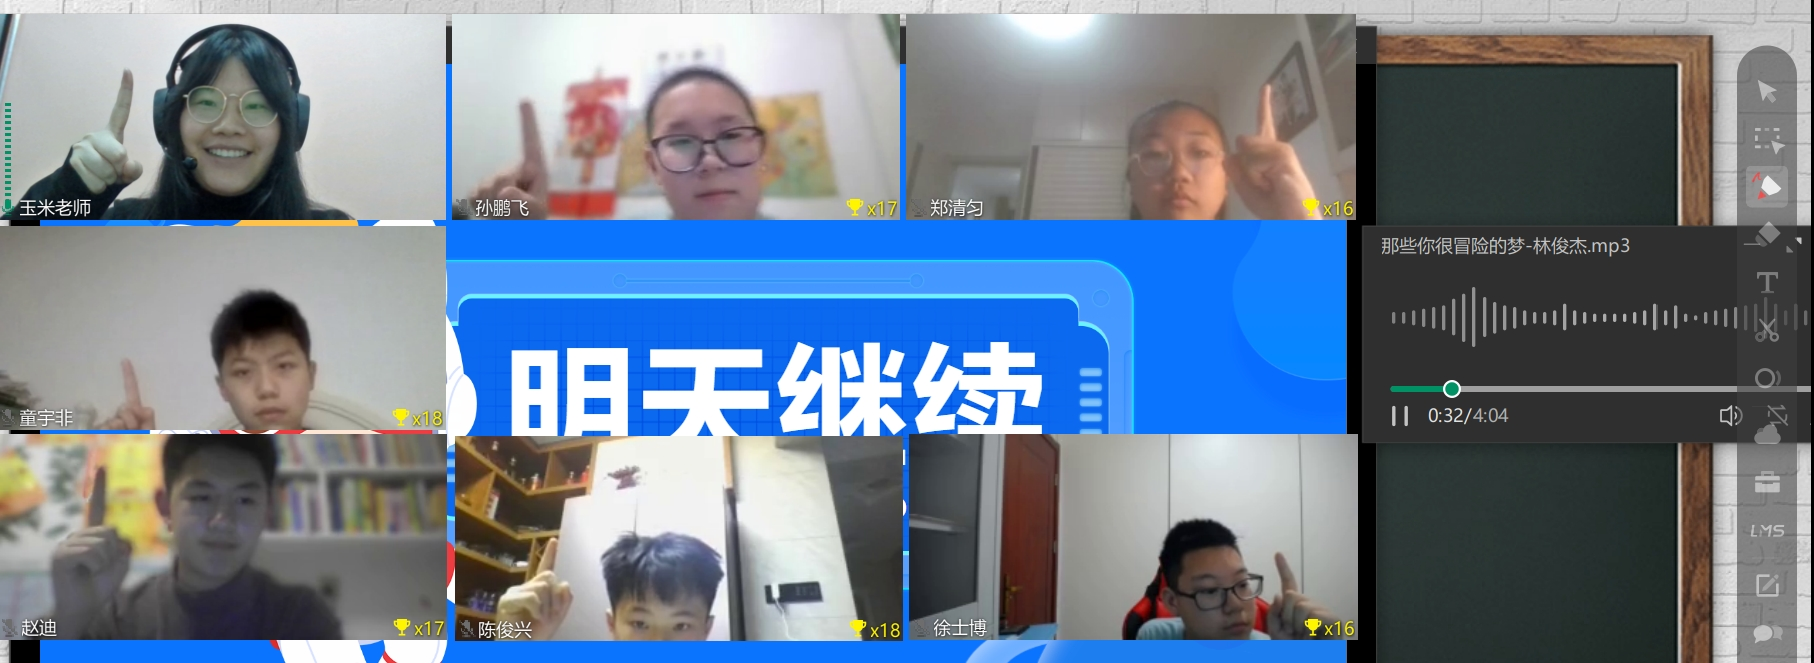 玉米老师
孙鹏飞
x17
郑清匀
x16
那些你很冒险的梦-林俊杰.mp3
T
童宇非
x18
明天继续
0:32/4:04
赵迪
x17
陈俊兴
x18
徐士博
x16
LMS